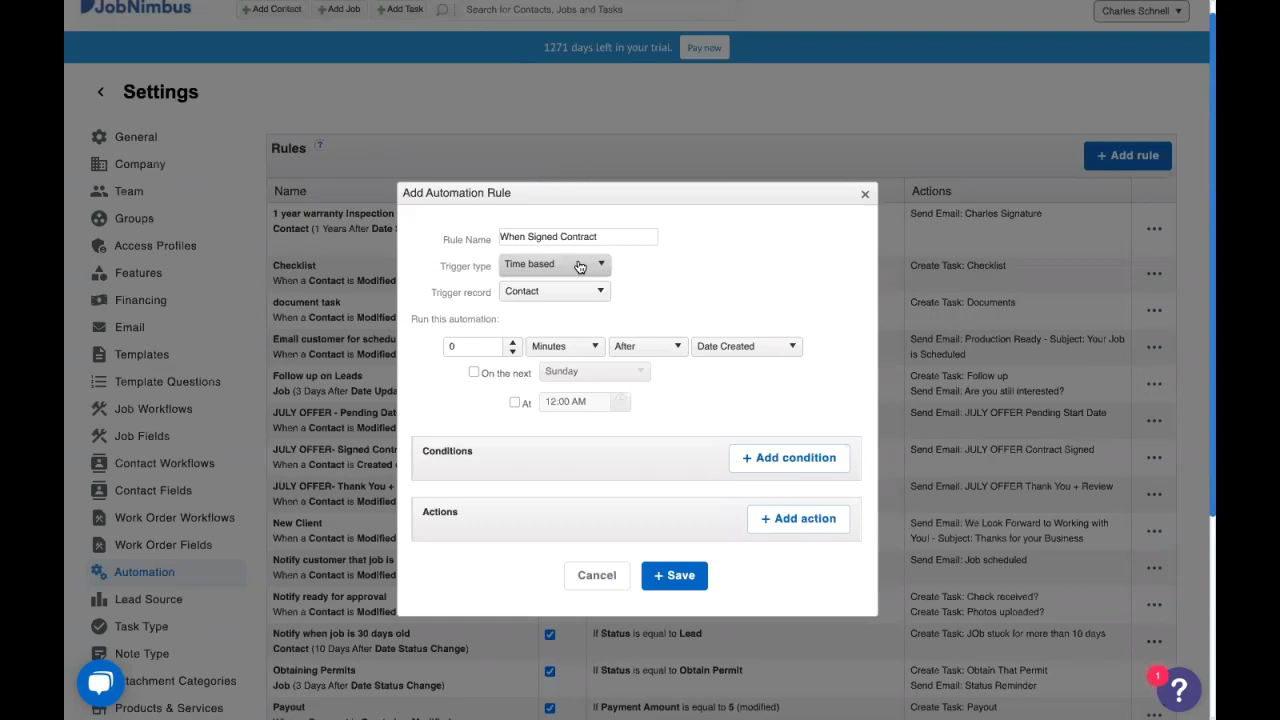 JobNimbus
+ Add Contact
+ Add Job
+ Add Task
Search for Contacts, Jobs and Tasks
Charles Schnell
1271 days left in your trial.
Pay now
Settings
General
Company
Team
Groups
Access Profiles
Features
Financing
Email
Templates
Template Questions
Job Workflows
Job Fields
Contact Workflows
Contact Fields
Work Order Workflows
Work Order Fields
Automation
Lead Source
Task Type
Note Type
ttachment Categories
Products & Services
Rules ?
+ Add rule
Name
Actions
1 year warranty Inspection
Contact (1 Years After Date
Send Email: Charles Signature
Checklist
When a Contact is Modified
Create Task: Checklist
document task
When a Contact is Modified
Create Task: Documents
Email customer for schedu
When a Contact is Modified
Send Email: Production Ready - Subject: Your Job
is Scheduled
Follow up on Leads
Job (3 Days After Date Upda
Create Task: Follow up
Send Email: Are you still interested?
JULY OFFER - Pending Dat
When a Contact is Modified
Send Email: JULY OFFER Pending Start Date
JULY OFFER- Signed Contr
When a Contact is Created
Send Email: JULY OFFER Contract Signed
JULY OFFER- Thank You +
When a Contact is Modified
Send Email: JULY OFFER Thank You + Review
New Client
When a Contact is Modified
Send Email: We Look Forward to Working with
You! - Subject: Thanks for your Business
Notify customer that job is
When a Contact is Modified
Send Email: Job scheduled
Notify ready for approval
When a Contact is Modified
Create Task: Check received?
Create Task: Photos uploaded?
Notify when job is 30 days old
Contact (10 Days After Date Status Change)
If Status is equal to Lead
Create Task: JOb stuck for more than 10 days
Obtaining Permits
Job (3 Days After Date Status Change)
If Status is equal to Obtain Permit
Create Task: Obtain That Permit
Send Email: Status Reminder
Payout
If Payment Amount is equal to 5 (modified)
Create Task: Payout
Add Automation Rule
Rule Name
When Signed Contract
Trigger type
Time based
Trigger record
Contact
Run this automation:
0
Minutes
After
Date Created
On the next
Sunday
At
12:00 AM
Conditions
+ Add condition
Actions
+ Add action
Cancel
+ Save
1
?